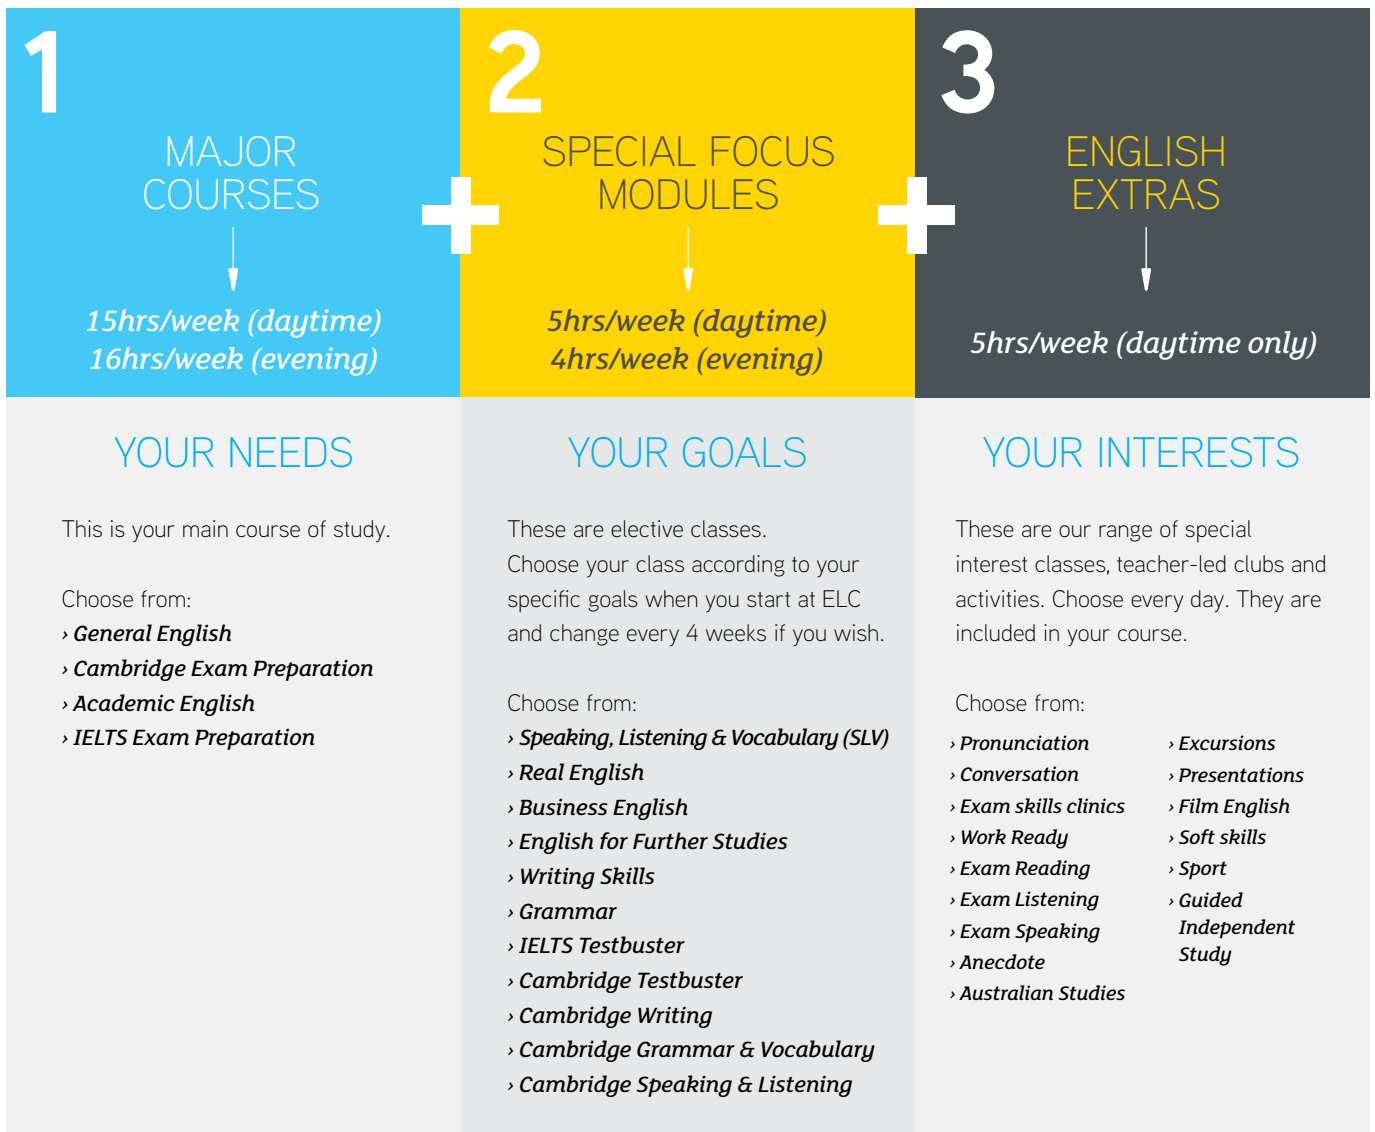 1
MAJOR
COURSES
15hrs/week (daytime)
16hrs/week (evening)
YOUR NEEDS
This is your main course of study.
Choose from:
› General English
› Cambridge Exam Preparation
› Academic English
› IELTS Exam Preparation
+
2
SPECIAL FOCUS
MODULES
5hrs/week (daytime)
4hrs/week (evening)
YOUR GOALS
These are elective classes.
Choose your class according to your
specific goals when you start at ELC
and change every 4 weeks if you wish.
Choose from:
› Speaking, Listening & Vocabulary (SLV)
› Real English
› Business English
› English for Further Studies
› Writing Skills
› Grammar
› IELTS Testbuster
› Cambridge Testbuster
› Cambridge Writing
› Cambridge Grammar & Vocabulary
› Cambridge Speaking & Listening
+
3
ENGLISH
EXTRAS
5hrs/week (daytime only)
YOUR INTERESTS
These are our range of special
interest classes, teacher-led clubs and
activities. Choose every day. They are
included in your course.
Choose from:
› Pronunciation
› Conversation
› Exam skills clinics
› Work Ready
› Exam Reading
› Exam Listening
› Exam Speaking
› Anecdote
› Australian Studies
› Excursions
› Presentations
› Film English
› Soft skills
› Sport
› Guided
Independent
Study